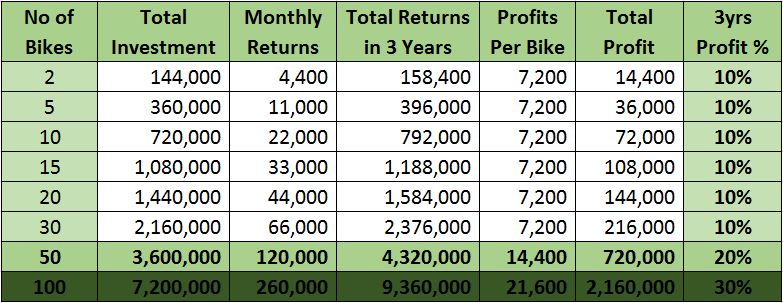 No of Bikes Total Investment Monthly Returns Total Returns in 3 Years Profits Per Bike Total Profit 3yrs Profit %
2 144,000 4,400 158,400 7,200 14,400 10%
5 360,000 11,000 396,000 7,200 36,000 10%
10 720,000 22,000 792,000 7,200 72,000 10%
15 1,080,000 33,000 1,188,000 7,200 108,000 10%
20 1,440,000 44,000 1,584,000 7,200 144,000 10%
30 2,160,000 66,000 2,376,000 7,200 216,000 10%
50 3,600,000 120,000 4,320,000 14,400 720,000 20%
100 7,200,000 260,000 9,360,000 21,600 2,160,000 30%